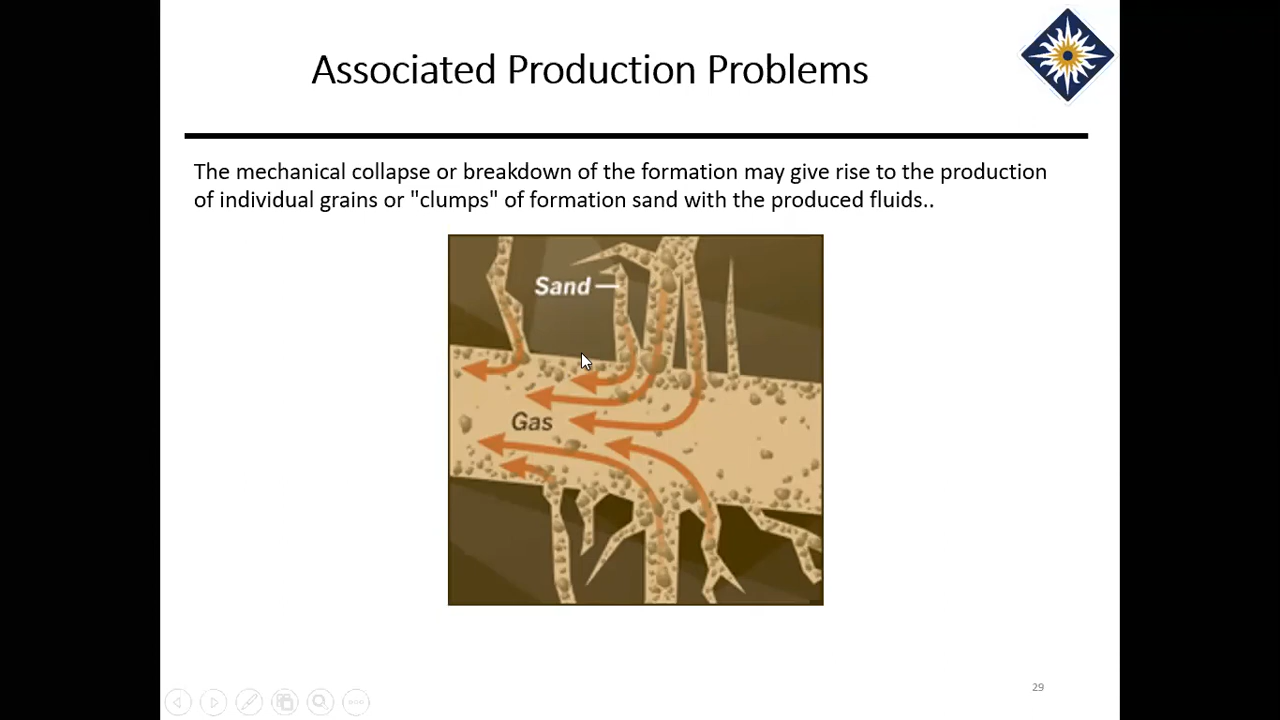 Associated Production Problems
The mechanical collapse or breakdown of the formation may give rise to the production
of individual grains or "clumps" of formation sand with the produced fluids..
Sand
Gas
29